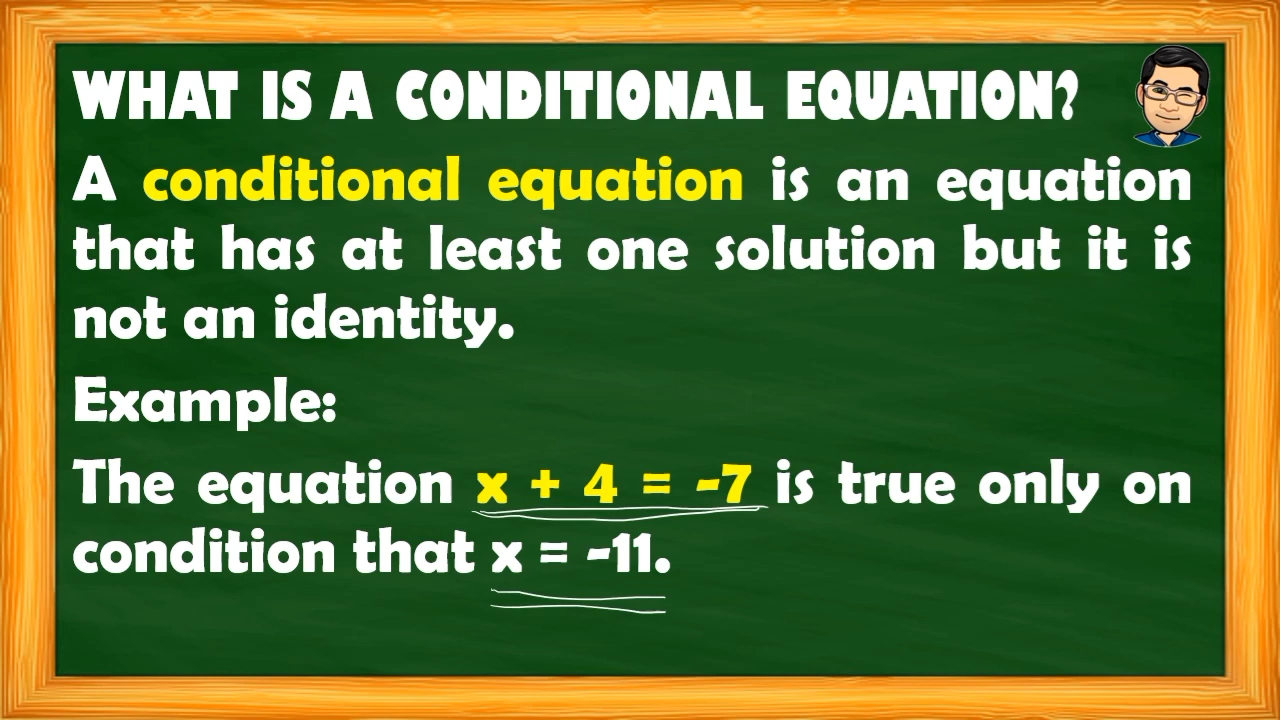 WHAT IS A CONDITIONAL EQUATION?
A conditional equation is an equation
that has at least one solution but it is
not an identity.
Example:
The equation x + 4 = -7 is true only on
condition that x = -11.